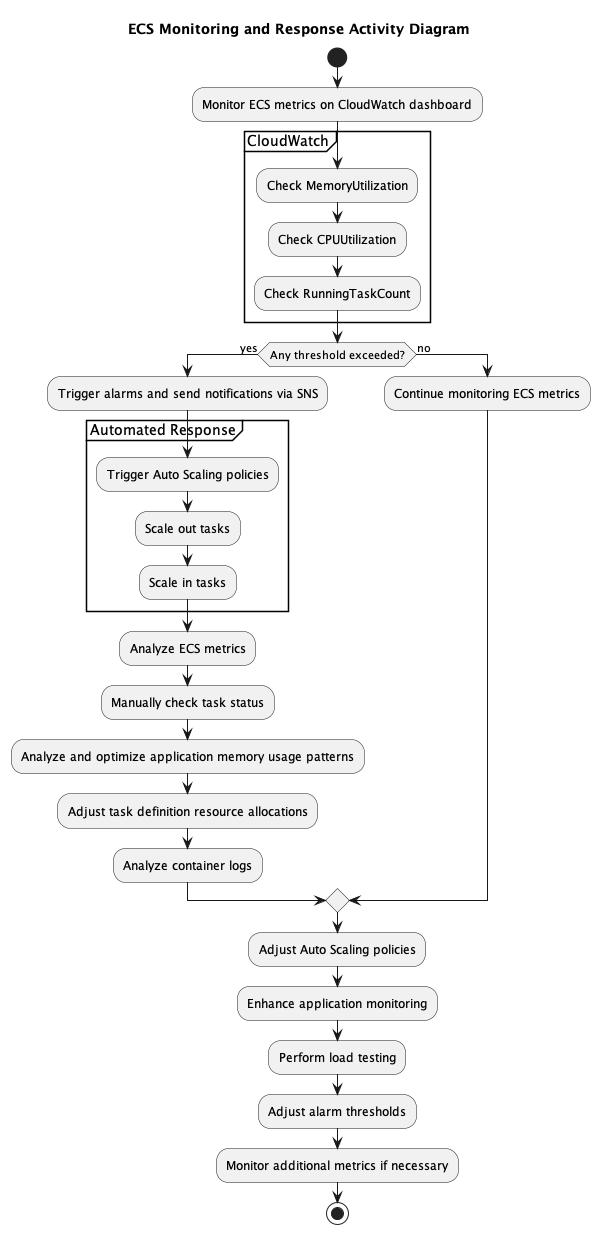 ECS Monitoring and Response Activity Diagram
Monitor ECS metrics on CloudWatch dashboard
CloudWatch
Check MemoryUtilization
Check CPUUtilization
Check RunningTaskCount
yes
Any threshold exceeded?
no
Trigger alarms and send notifications via SNS
Continue monitoring ECS metrics
Automated Response
Trigger Auto Scaling policies
Scale out tasks
Scale in tasks
Analyze ECS metrics
Manually check task status
Analyze and optimize application memory usage patterns
Adjust task definition resource allocations
Analyze container logs
Adjust Auto Scaling policies
Enhance application monitoring
Perform load testing
Adjust alarm thresholds
Monitor additional metrics if necessary